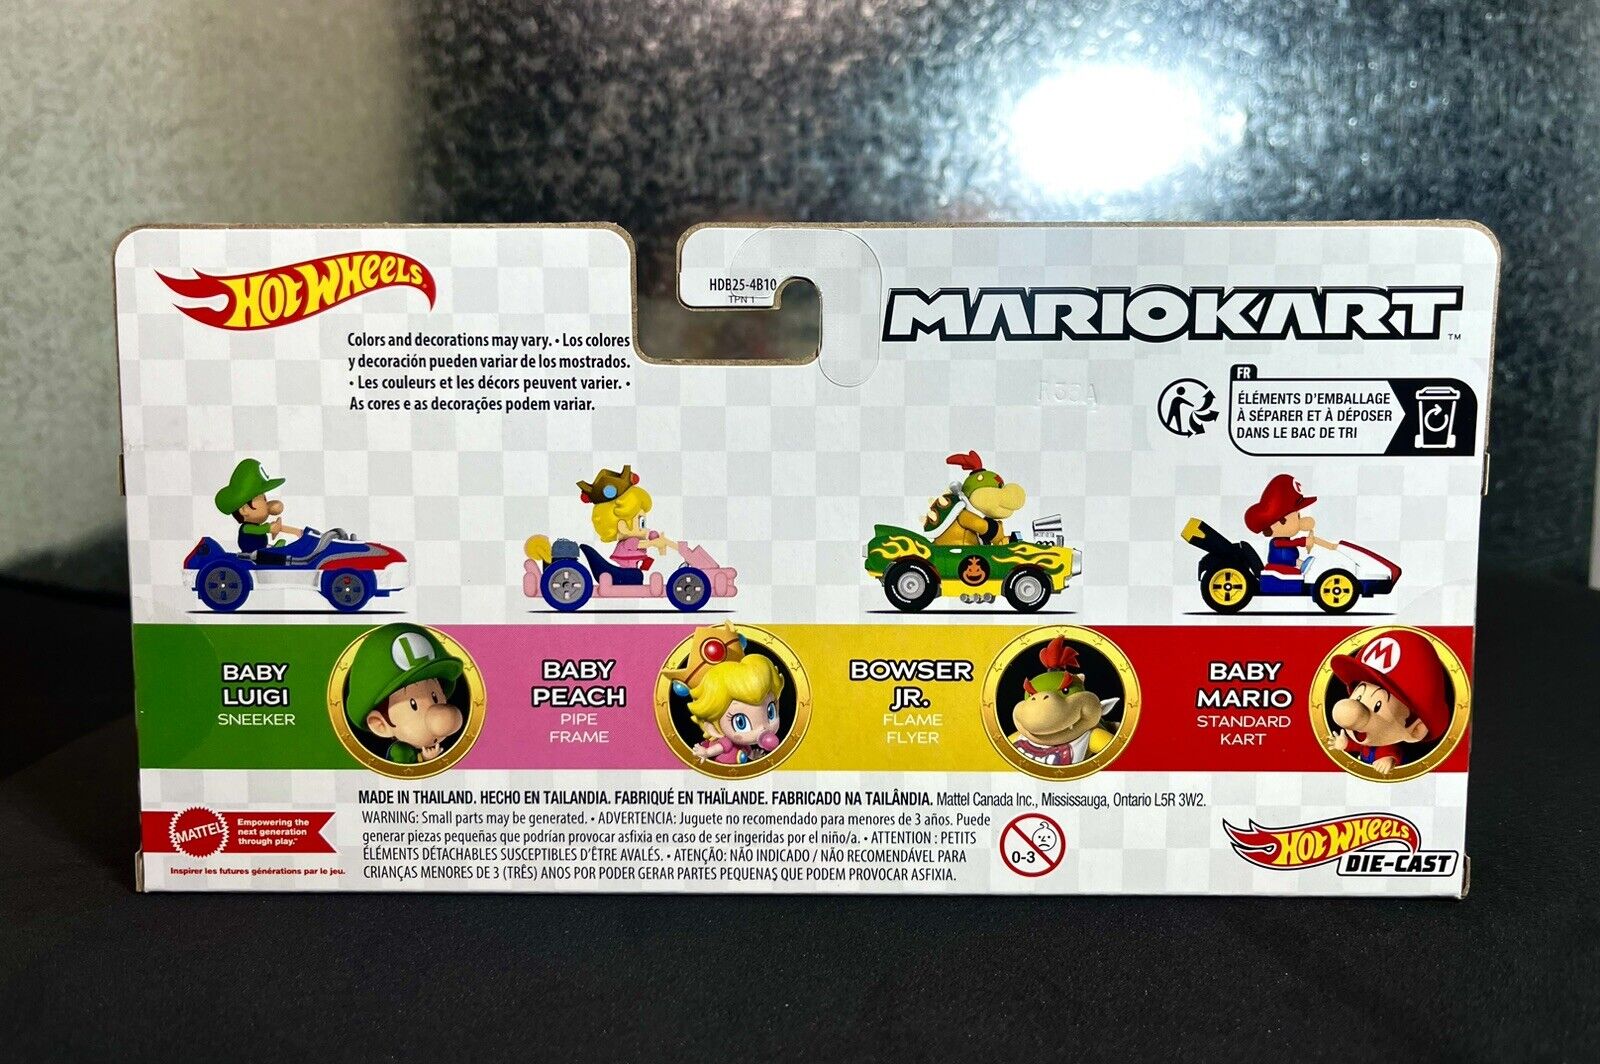 HOT WHEELS
HDB25-4B10
TPN 1
MARIOKART™
Colors and decorations may vary. • Los colores
y decoración pueden variar de los mostrados.
• Les couleurs et les décors peuvent varier. •
As cores e as decorações podem variar.
FR
ÉLÉMENTS D'EMBALLAGE
À SÉPARER ET À DÉPOSER
DANS LE BAC DE TRI
R33A
BABY
LUIGI
SNEEKER
L
BABY
PEACH
PIPE
FRAME
BOWSER
JR.
FLAME
FLYER
BABY
MARIO
STANDARD
KART
M
MATTEL
Empowering the
next generation
through play.™
Inspirer les futures générations par le jeu.
MADE IN THAILAND. HECHO EN TAILANDIA. FABRIQUÉ EN THAÏLANDE. FABRICADO NA TAILÂNDIA. Mattel Canada Inc., Mississauga, Ontario L5R 3W2.
WARNING: Small parts may be generated. • ADVERTENCIA: Juguete no recomendado para menores de 3 años. Puede
generar piezas pequeñas que podrían provocar asfixia en caso de ser ingeridas por el niño/a. • ATTENTION : PETITS
ÉLÉMENTS DÉTACHABLES SUSCEPTIBLES D'ÊTRE AVALÉS. • ATENÇÃO: NÃO INDICADO / NÃO RECOMENDÁVEL PARA
CRIANÇAS MENORES DE 3 (TRÊS) ANOS POR PODER GERAR PARTES PEQUENAS QUE PODEM PROVOCAR ASFIXIA.
0-3
HOT WHEELS
DIE-CAST